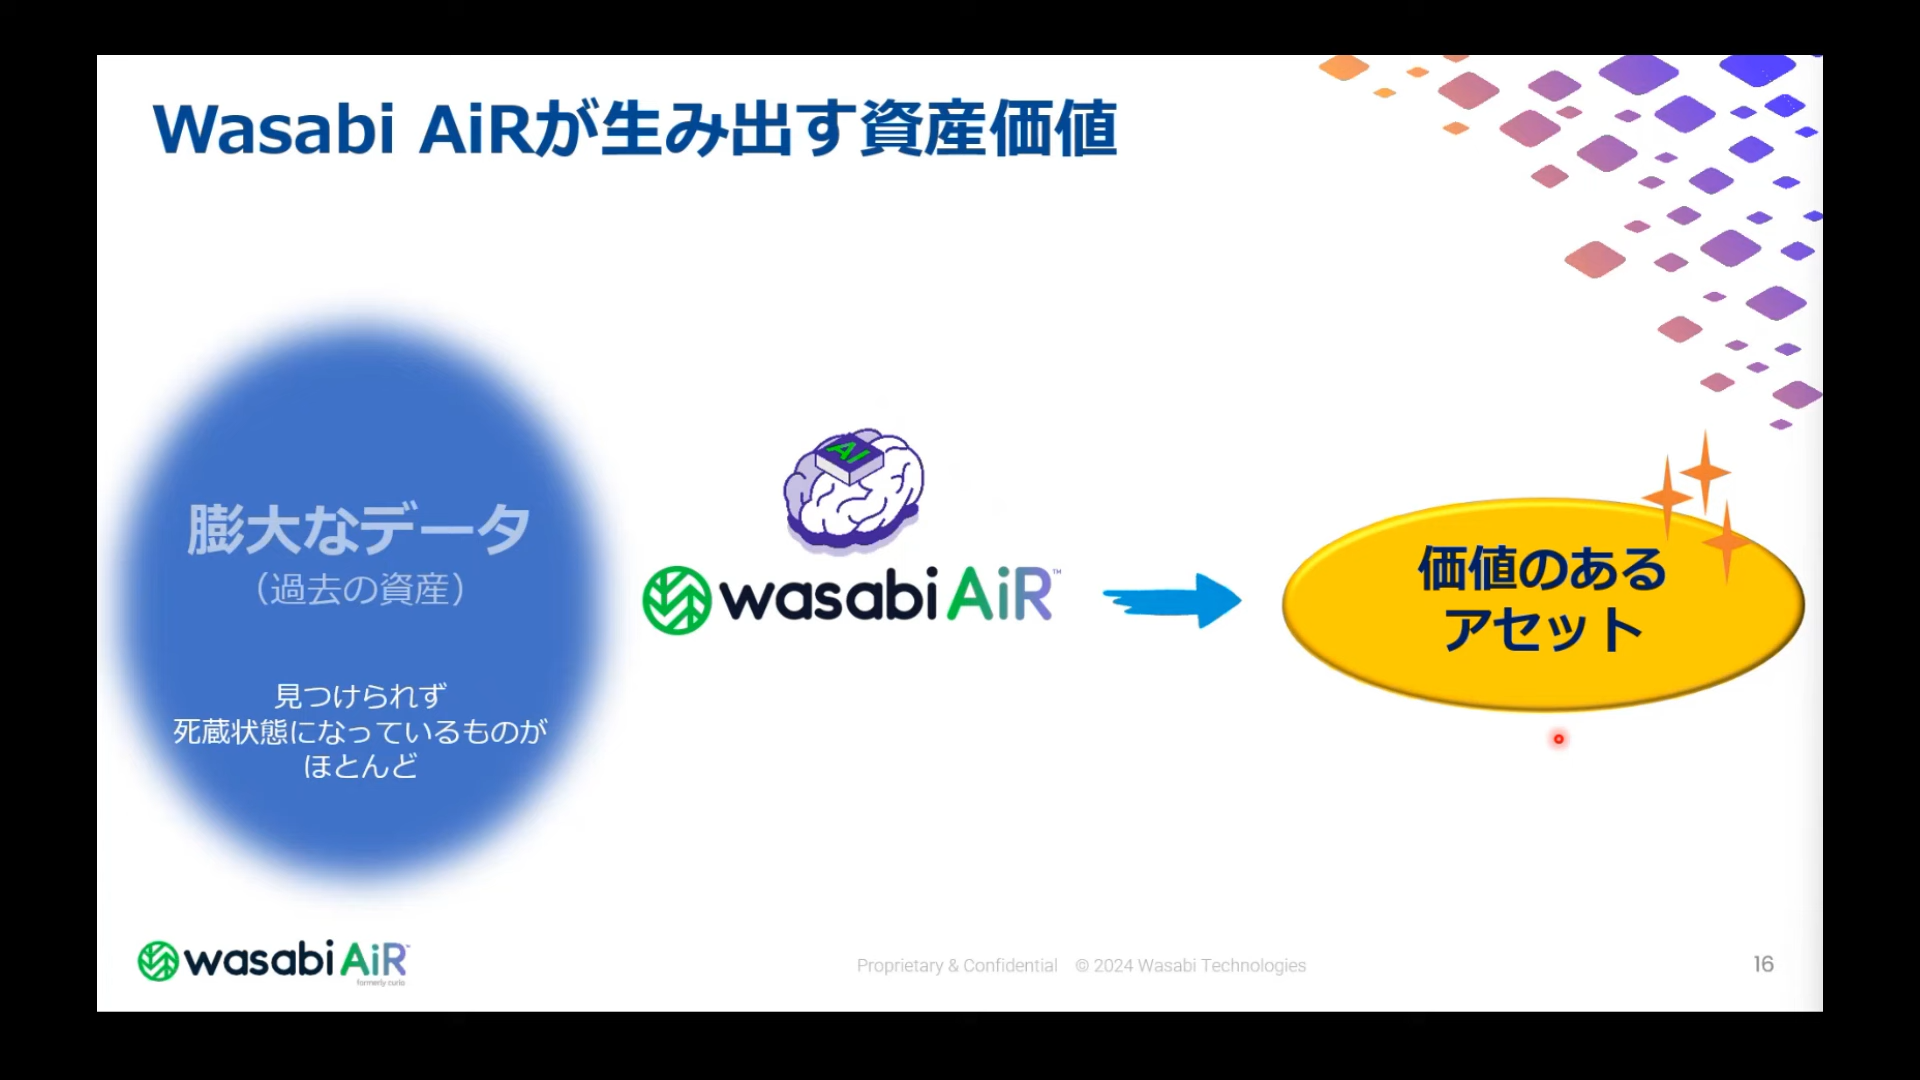 Wasabi AiRが生み出す資産価値
膨大なデータ
（過去の資産）
見つけられず
死蔵状態になっているものが
ほとんど
AI
wasabi AiR™
価値のある
アセット
wasabi AiR™
formerly curio
Proprietary & Confidential © 2024 Wasabi Technologies
16